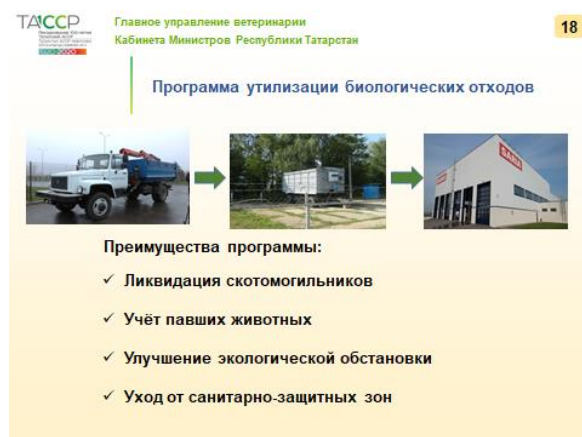 ТАССР
Главное управление ветеринарии
Кабинета Министров Республики Татарстан
18
Программа утилизации биологических отходов
SARIA
Преимущества программы:
✓ Ликвидация скотомогильников
✓ Учёт павших животных
✓ Улучшение экологической обстановки
✓ Уход от санитарно-защитных зон